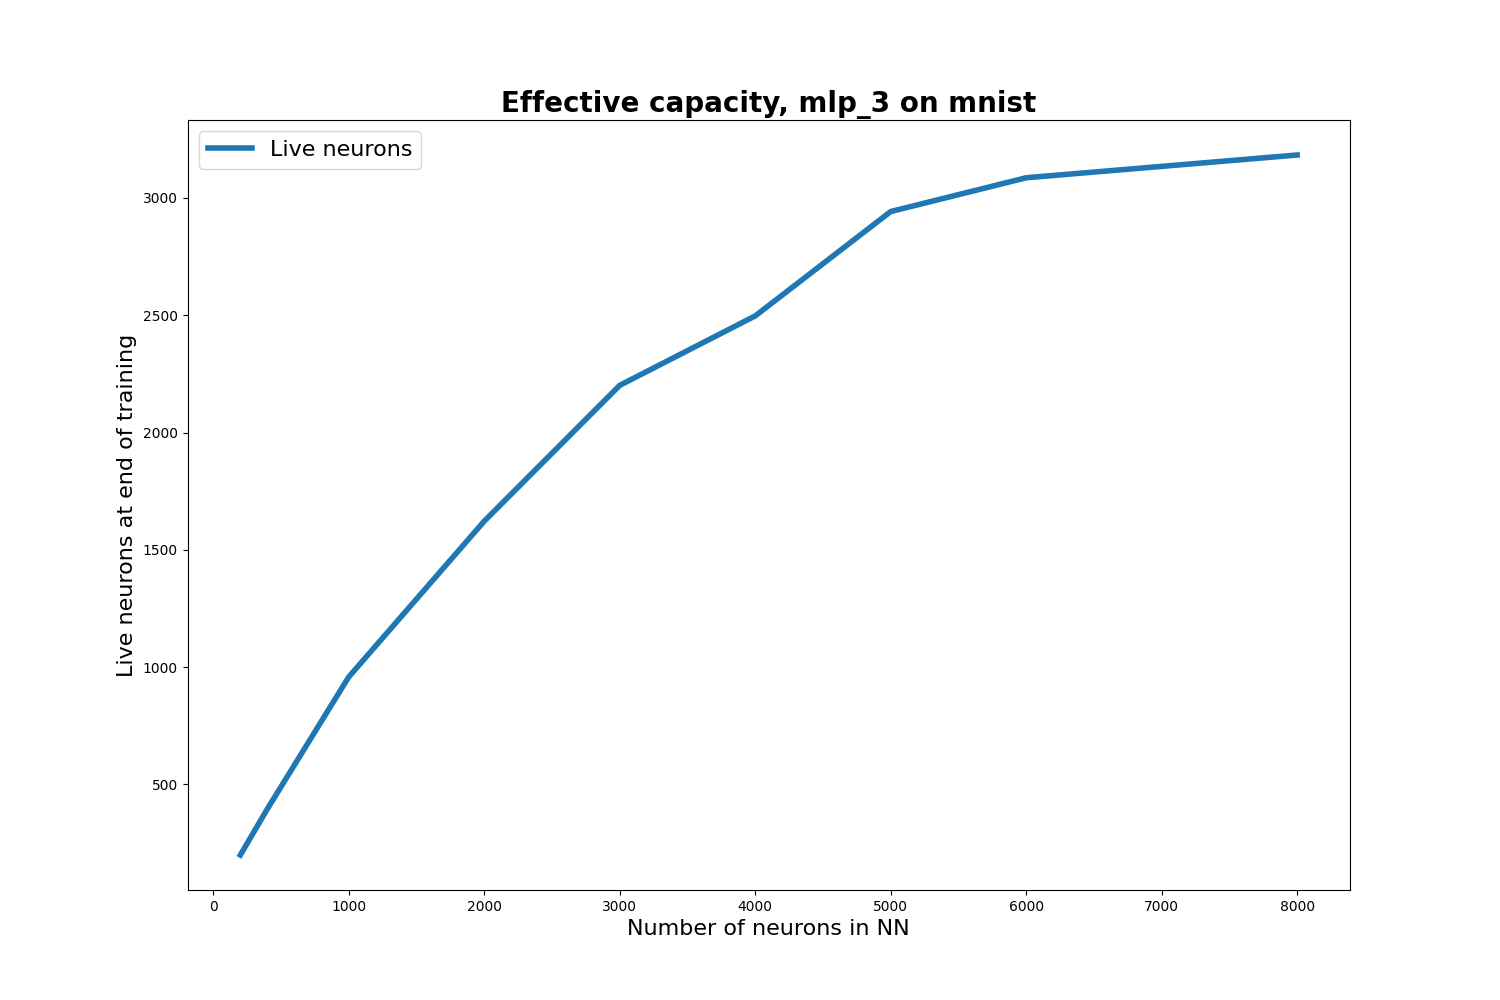 Effective capacity, mlp_3 on mnist
Live neurons
3000
2500
2000
1500
1000
500
Live neurons at end of training
0 1000 2000 3000 4000 5000 6000 7000 8000
Number of neurons in NN